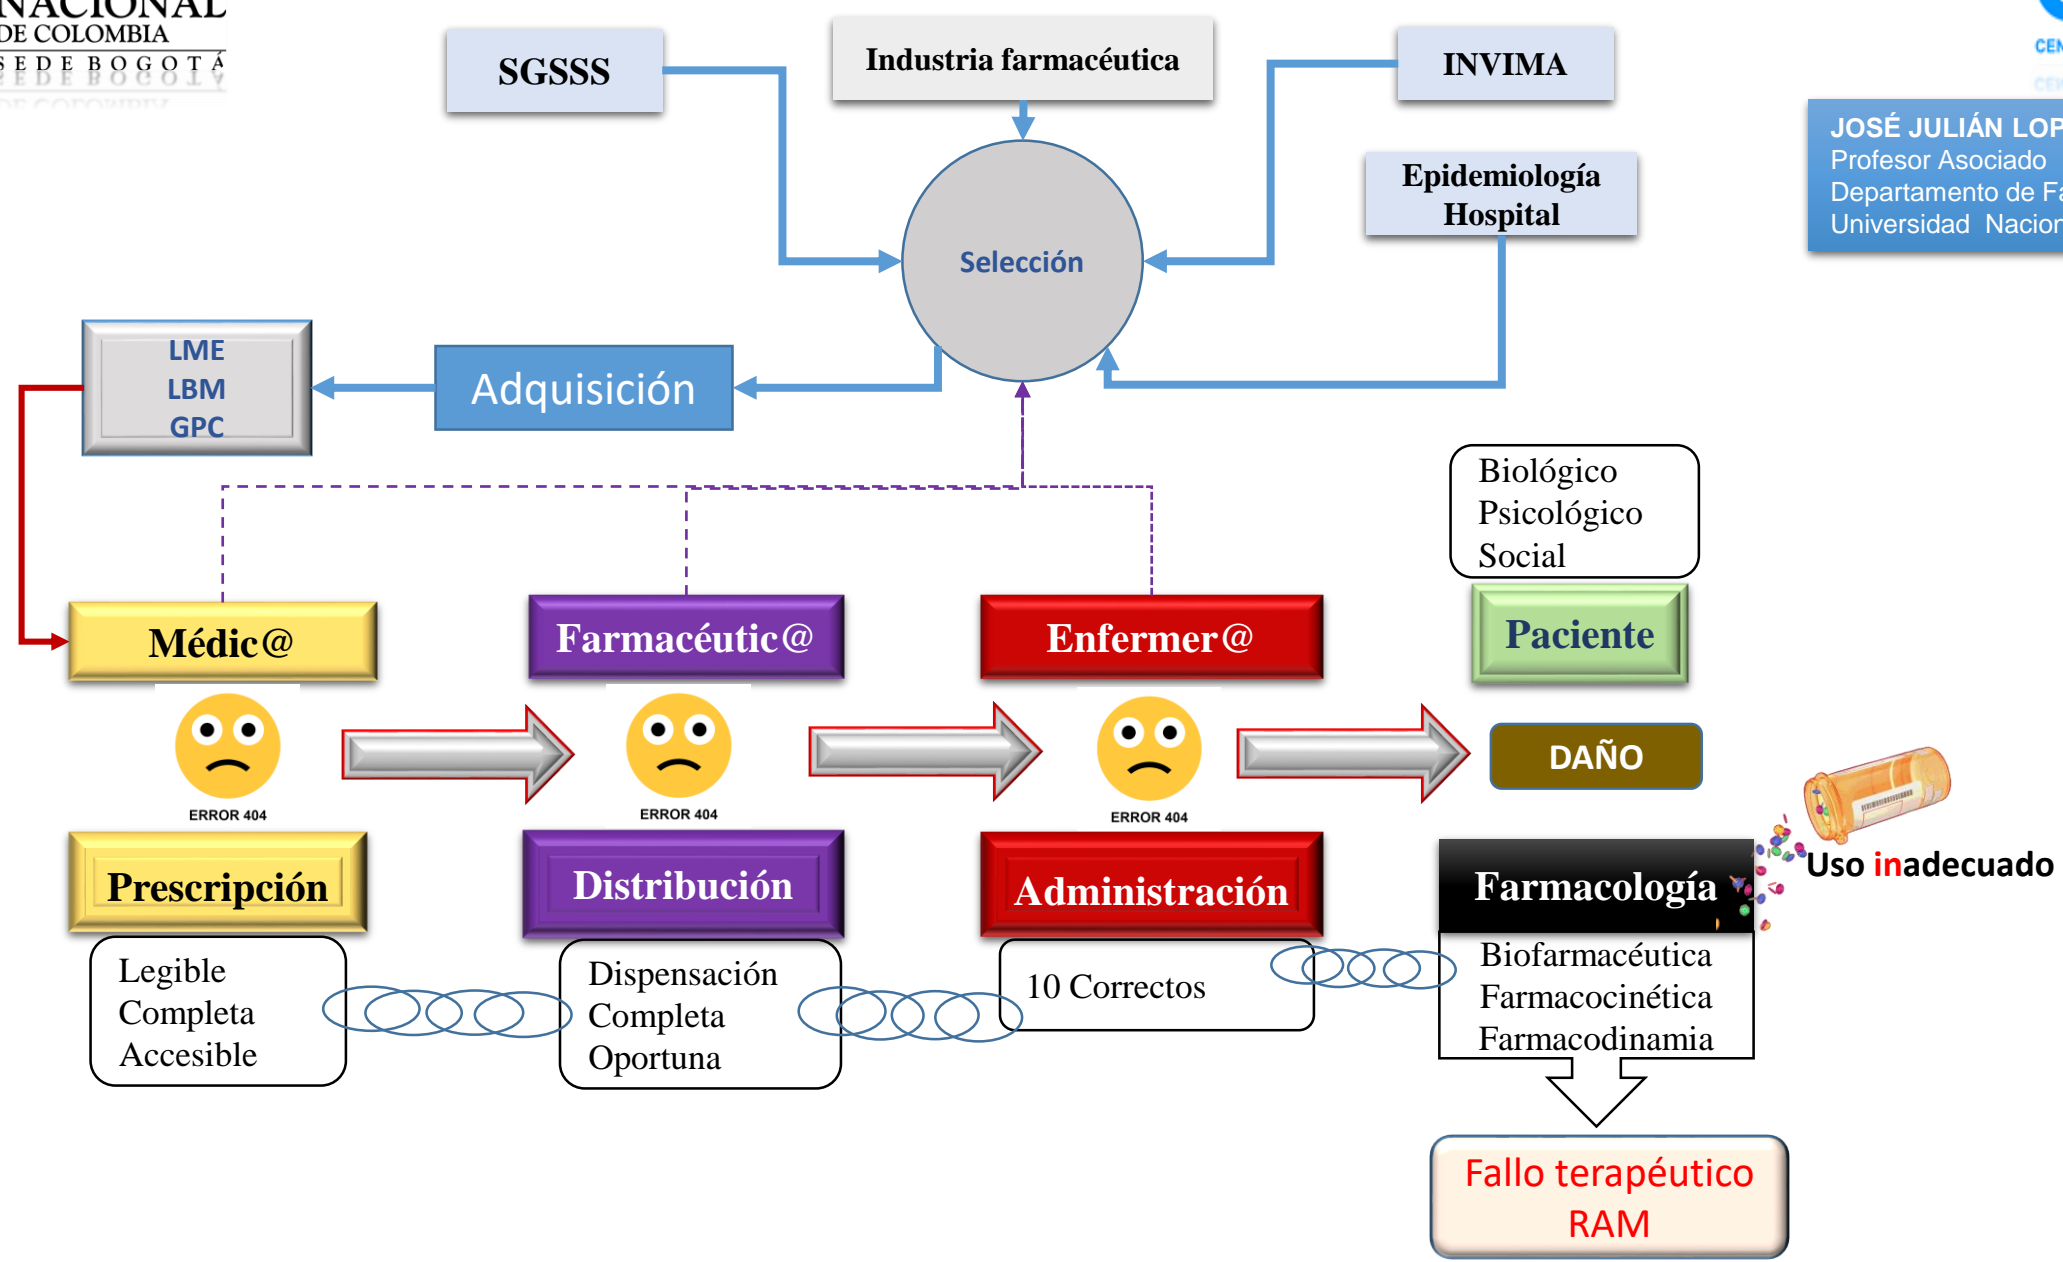 NACIONAL
DE COLOMBIA
SEDE BOGOTÁ
SGSSS
Industria farmacéutica
INVIMA
JOSÉ JULIÁN
Profesor Asociado
Departamento de
Universidad
Epidemiología
Hospital
Selección
LME
LBM
GPC
Adquisición
Biológico
Psicológico
Social
Médic@
Farmacéutic@
Enfermer@
Paciente
ERROR 404
ERROR 404
ERROR 404
DAÑO
Uso inadecuado
Prescripción
Distribución
Administración
Farmacología
Legible
Completa
Accesible
Dispensación
Completa
Oportuna
10 Correctos
Biofarmacéutica
Farmacocinética
Farmacodinamia
Fallo terapéutico
RAM